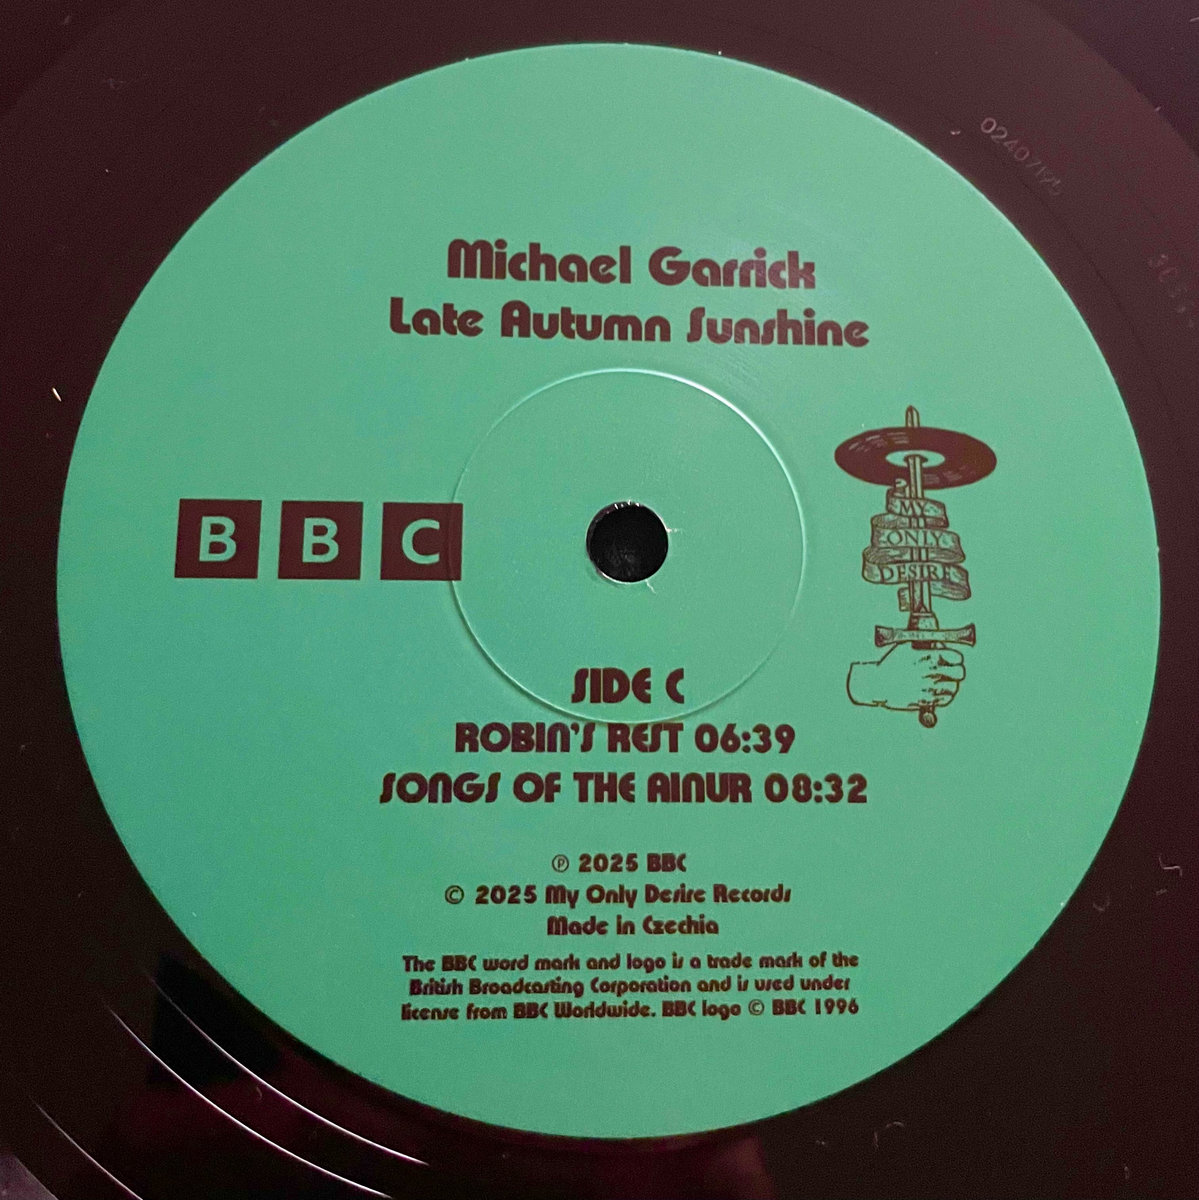 Michael Garrick
Late Autumn Sunshine
B B C
MY
ONLY
DESIRE
SIDE C
ROBIN'S REST 06:39
SONGS OF THE AINUR 08:32
℗ 2025 BBC
© 2025 My Only Desire Records
Made in Czechia
The BBC word mark and logo is a trade mark of the
British Broadcasting Corporation and is used under
license from BBC Worldwide. BBC logo © BBC 1996